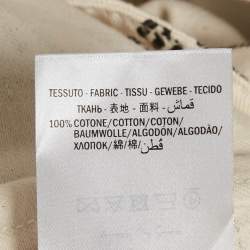 TESSUTO - FABRIC - TISSU - GEWEBE - TECIDO
ТКАНЬ - 表地 - 面料 - قماش
100% COTONE/COTTON/COTON/
BAUMWOLLE/ALGODÓN/ALGODÃO/
ХЛОПОК/綿/棉/قطن